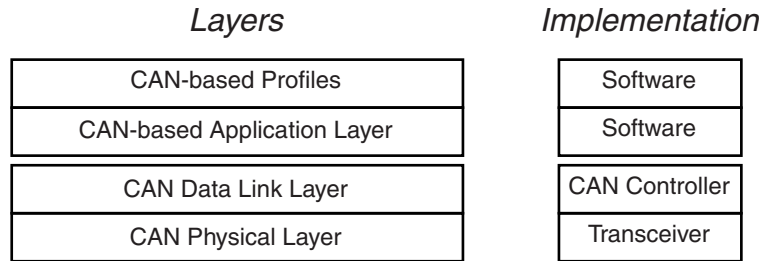 Layers Implementation
CAN-based Profiles Software
CAN-based Application Layer Software
CAN Data Link Layer CAN Controller
CAN Physical Layer Transceiver